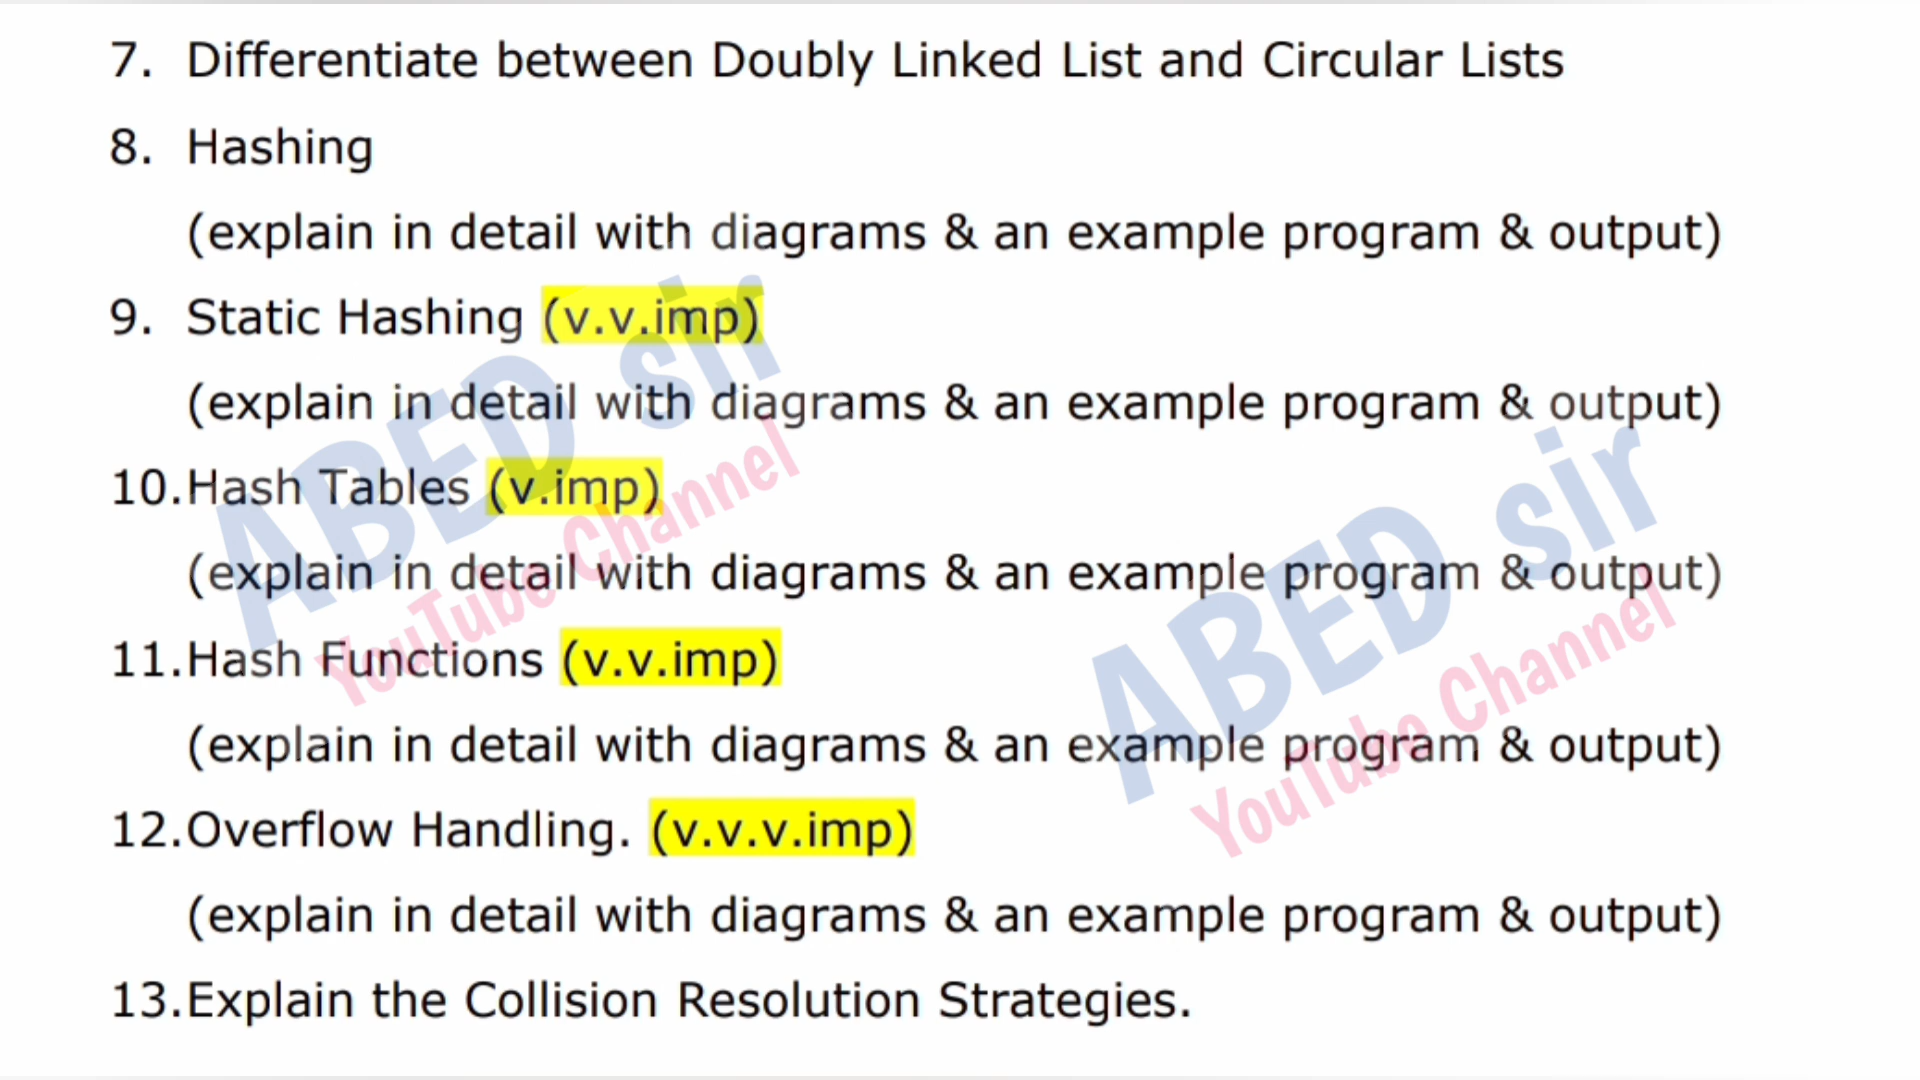 7. Differentiate between Doubly Linked List and Circular Lists
8. Hashing
(explain in detail with diagrams & an example program & output)
9. Static Hashing (v.v.imp)
(explain in detail with diagrams & an example program & output)
10.Hash Tables (v.imp)
(explain in detail with diagrams & an example program & output)
11.Hash Functions (v.v.imp)
(explain in detail with diagrams & an example program & output)
12.Overflow Handling. (v.v.v.imp)
(explain in detail with diagrams & an example program & output)
13.Explain the Collision Resolution Strategies.
ABED sir
YouTube Channel
ABED sir
YouTube Channel